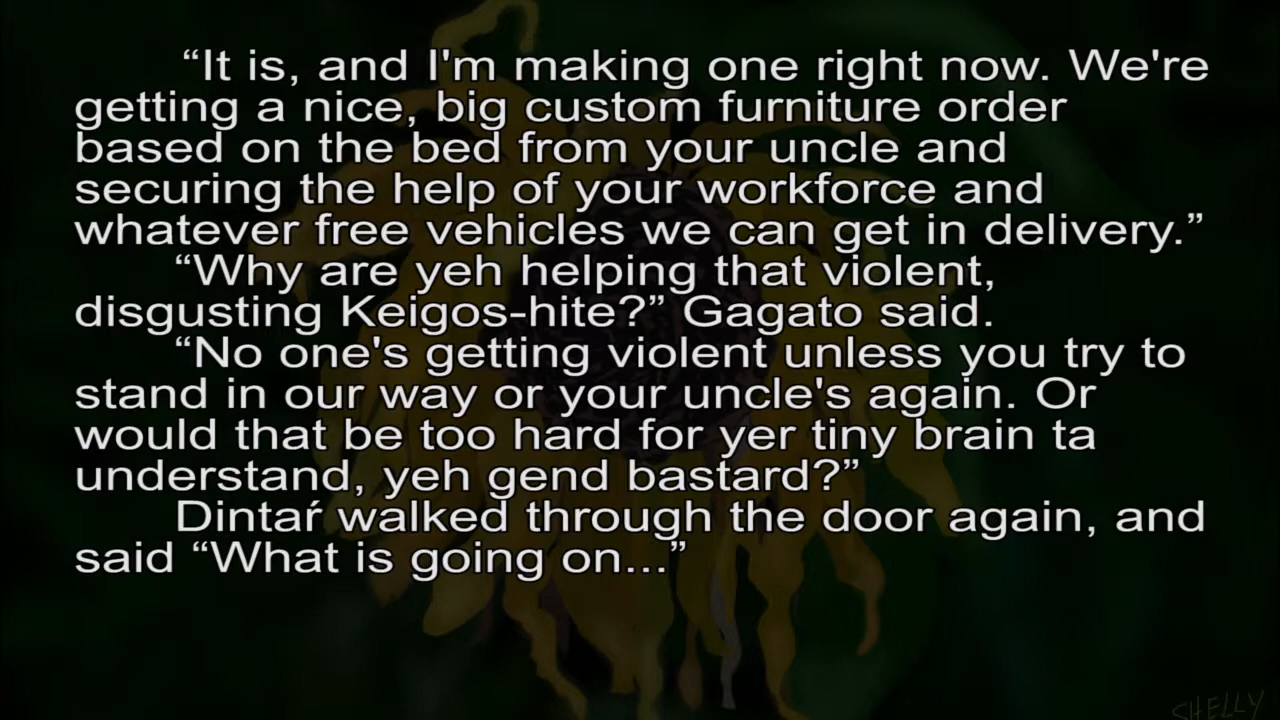 “It is, and I'm making one right now. We're
getting a nice, big custom furniture order
based on the bed from your uncle and
securing the help of your workforce and
whatever free vehicles we can get in delivery.”
“Why are yeh helping that violent,
disgusting Keigos-hite?” Gagato said.
“No one's getting violent unless you try to
stand in our way or your uncle's again. Or
would that be too hard for yer tiny brain ta
understand, yeh gend bastard?”
Dintaŕ walked through the door again, and
said “What is going on...”
SHELLY